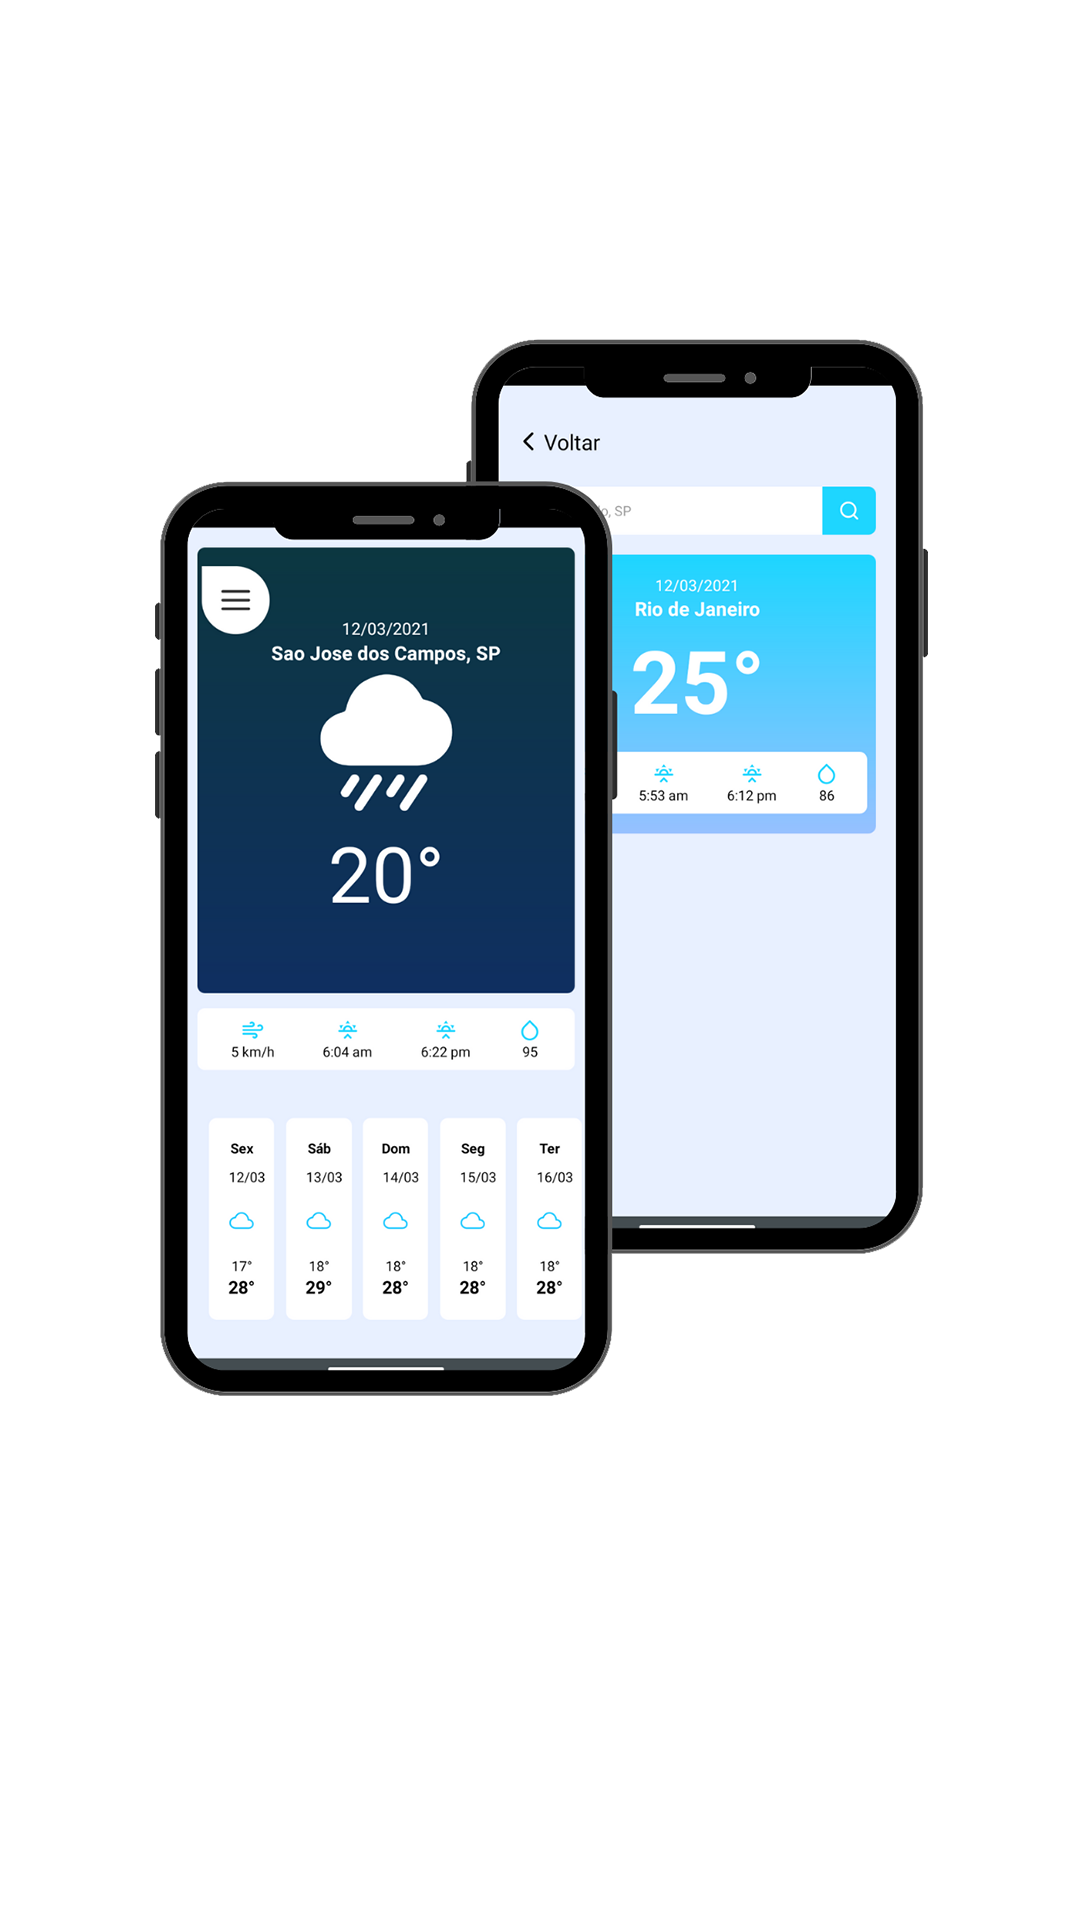 Voltar
SP
12/03/2021
Rio de Janeiro
25°
5:53 am 6:12 pm 86
12/03/2021
Sao Jose dos Campos, SP
20°
5 km/h 6:04 am 6:22 pm 95
Sex Sáb Dom Seg Ter
12/03 13/03 14/03 15/03 16/03
17° 18° 18° 18° 18°
28° 29° 28° 28° 28°